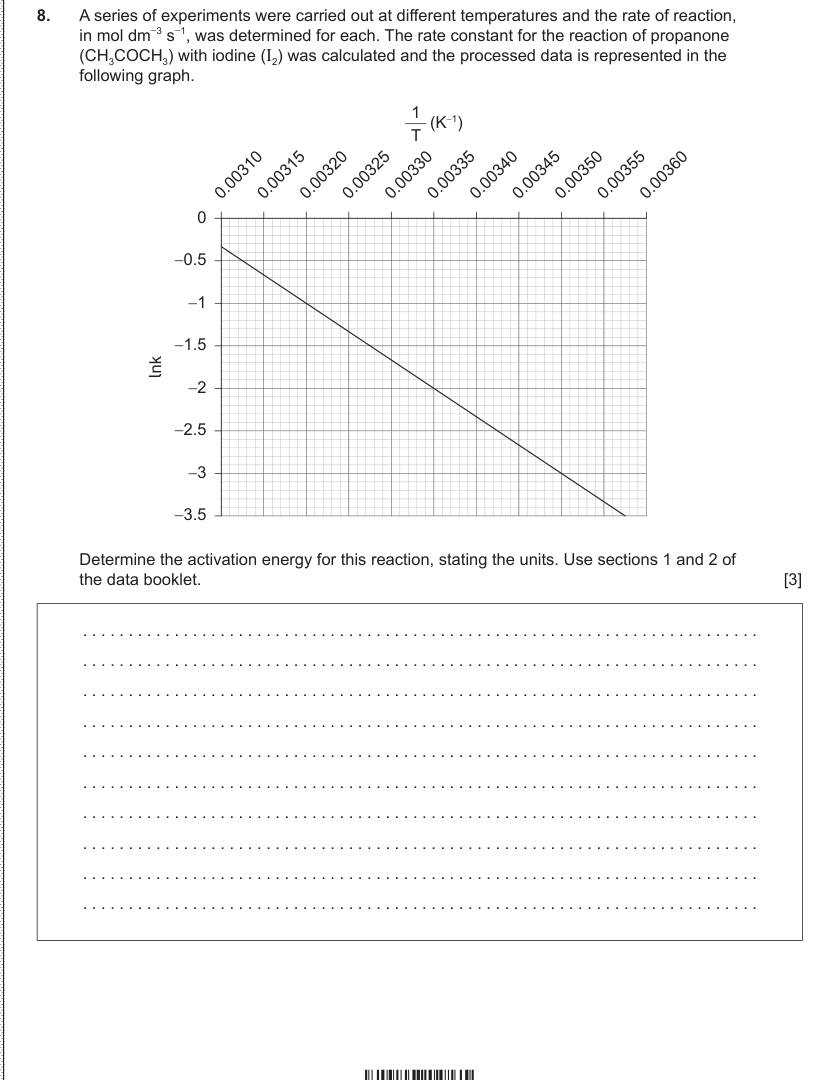 8. A series of experiments were carried out at different temperatures and the rate of reaction,
in mol dm⁻³ s⁻¹, was determined for each. The rate constant for the reaction of propanone
(CH₃COCH₃) with iodine (I₂) was calculated and the processed data is represented in the
following graph.
1
T
(K⁻¹)
0.00310 0.00315 0.00320 0.00325 0.00330 0.00335 0.00340 0.00345 0.00350 0.00355 0.00360
0
–0.5
–1
–1.5
lnk
–2
–2.5
–3
–3.5
Determine the activation energy for this reaction, stating the units. Use sections 1 and 2 of
the data booklet. [3]